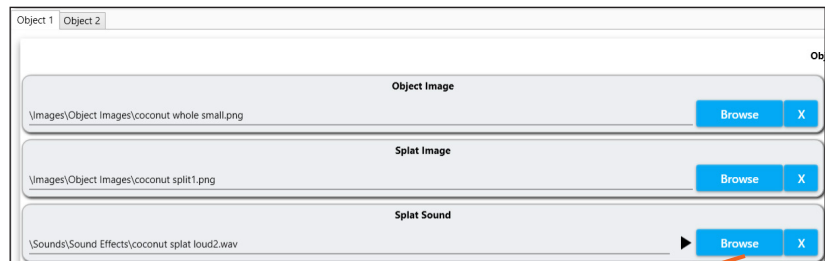 Object 1 Object 2
Obj
Object Image
\Images\Object Images\coconut whole small.png Browse X
Splat Image
\Images\Object Images\coconut split1.png Browse X
Splat Sound
\Sounds\Sound Effects\coconut splat loud2.wav Browse X